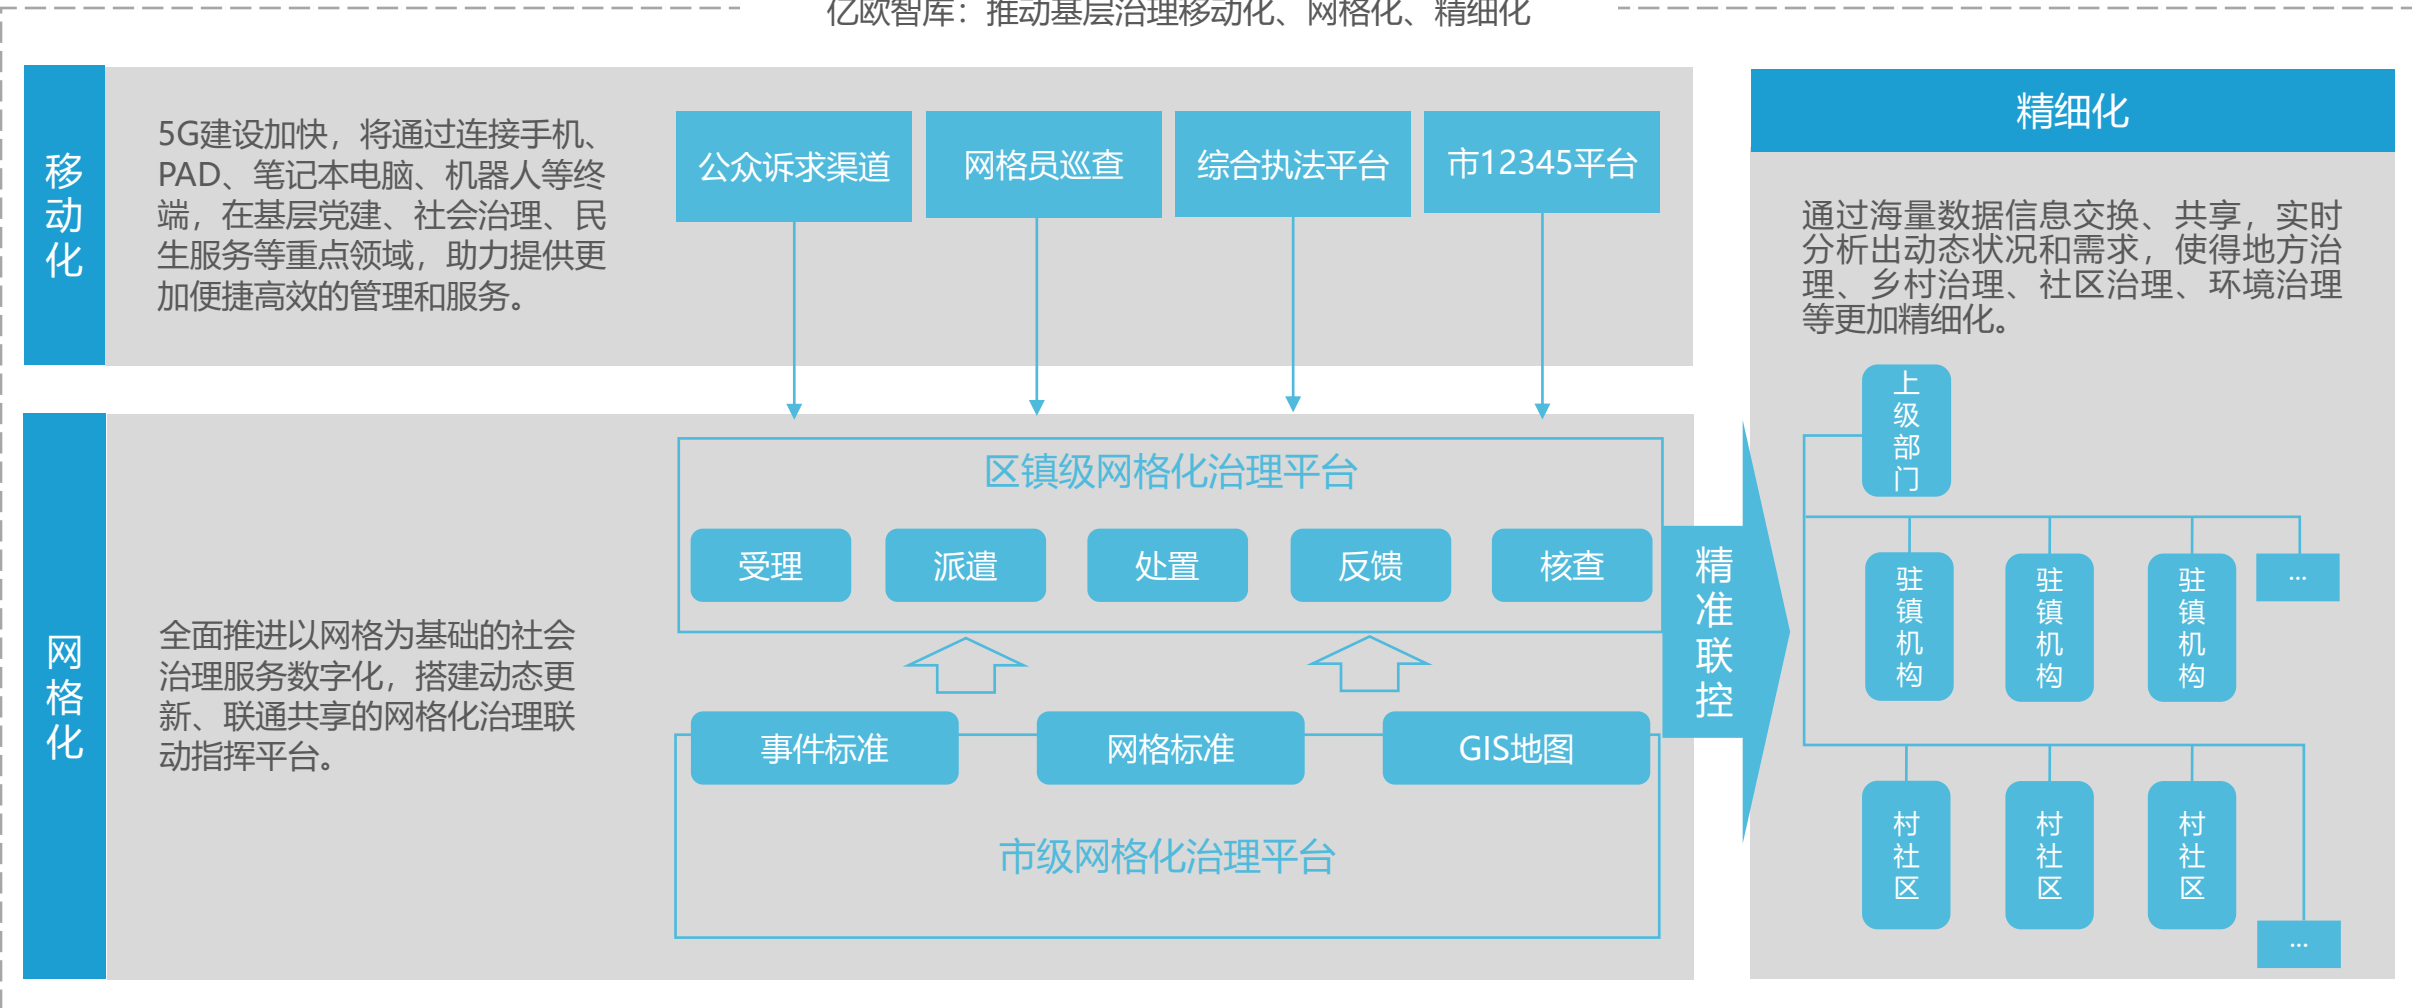 亿欧智库：推动基层治理移动化、网格化、精细化
移动化
5G建设加快，将通过连接手机、
PAD、笔记本电脑、机器人等终
端，在基层党建、社会治理、民
生服务等重点领域，助力提供更
加便捷高效的管理和服务。
公众诉求渠道
网格员巡查
综合执法平台
市12345平台
网格化
全面推进以网格为基础的社会
治理服务数字化，搭建动态更
新、联通共享的网格化治理联
动指挥平台。
区镇级网格化治理平台
受理
派遣
处置
反馈
核查
事件标准
网格标准
GIS地图
市级网格化治理平台
精准联控
精细化
通过海量数据信息交换、共享，实时
分析出动态状况和需求，使得地方治
理、乡村治理、社区治理、环境治理
等更加精细化。
上级部门
驻镇机构
驻镇机构
驻镇机构
...
村社区
村社区
村社区
...